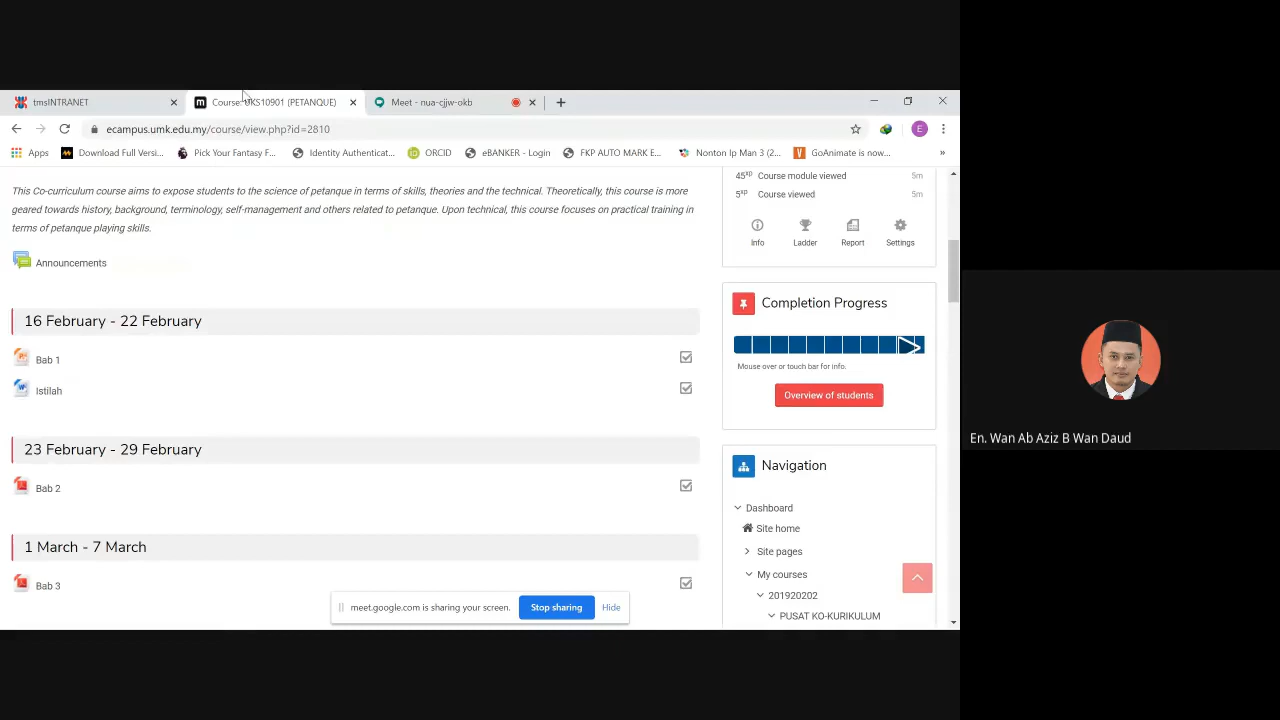 tmsINTRANET
Course: UKS10901 (PETANQUE)
Meet - nua-cjjw-okb
ecampus.umk.edu.my/course/view.php?id=2810
E
Apps
Download Full Versi...
Pick Your Fantasy F...
Identity Authenticat...
ORCID
eBANKER - Login
FKP AUTO MARK E...
Nonton Ip Man 3 (2...
GoAnimate is now...
»
This Co-curriculum course aims to expose students to the science of petanque in terms of skills, theories and the technical. Theoretically, this course is more
geared towards history, background, terminology, self-management and others related to petanque. Upon technical, this course focuses on practical training in
terms of petanque playing skills.
Announcements
16 February - 22 February
Bab 1
Istilah
23 February - 29 February
Bab 2
1 March - 7 March
Bab 3
45xp Course module viewed 5m
5xp Course viewed 5m
Info
Ladder
Report
Settings
Completion Progress
Mouse over or touch bar for info.
Overview of students
Navigation
Dashboard
Site home
Site pages
My courses
201920202
PUSAT KO-KURIKULUM
meet.google.com is sharing your screen.
Stop sharing
Hide
En. Wan Ab Aziz B Wan Daud